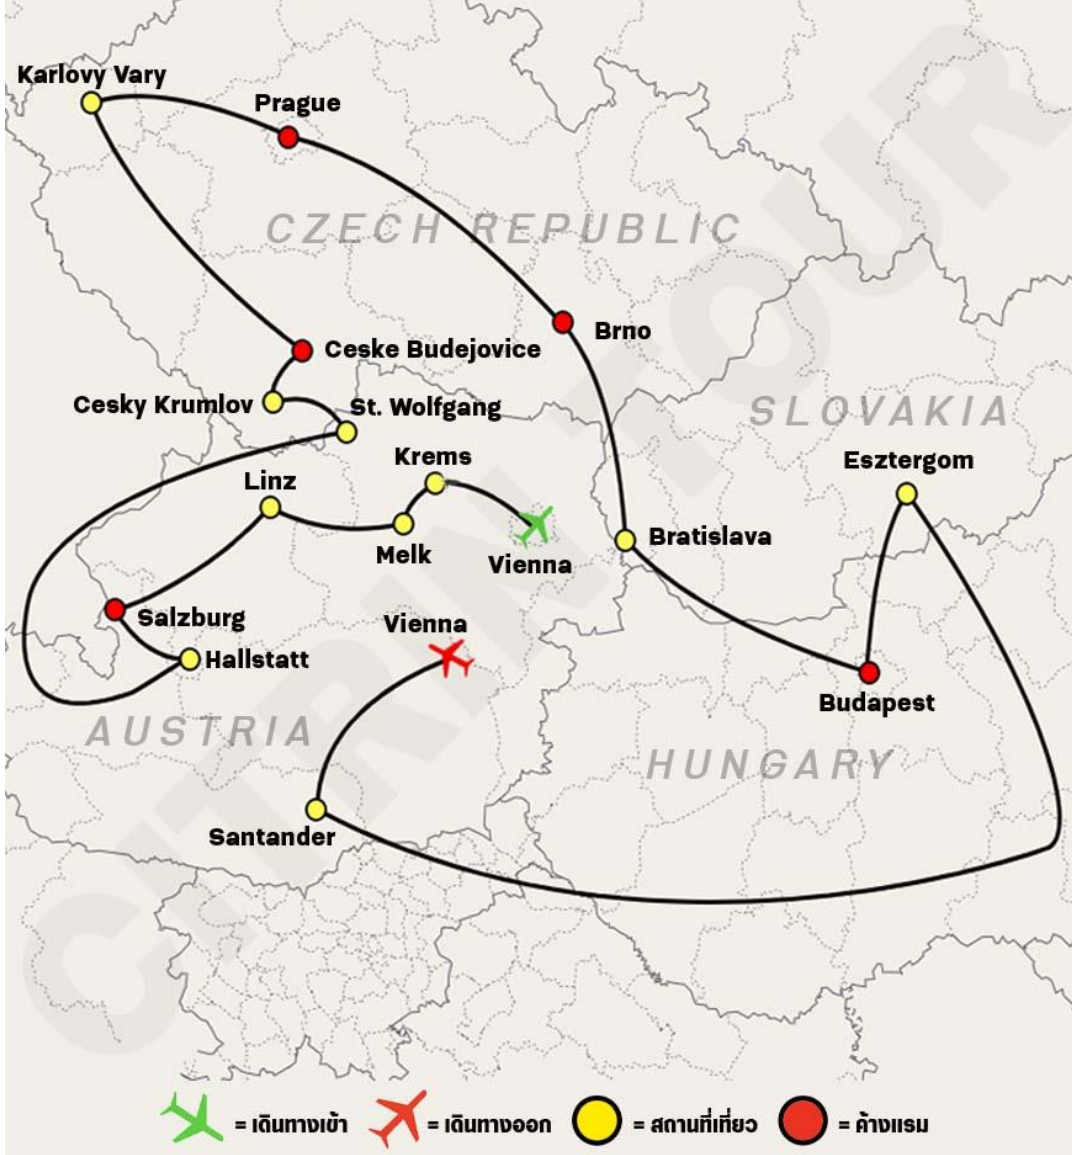 Karlovy Vary
Prague
CZECH REPUBLIC
Brno
Ceske Budejovice
Cesky Krumlov
St. Wolfgang
SLOVAKIA
Krems
Esztergom
Linz
Melk
Vienna
Bratislava
Salzburg
Vienna
Hallstatt
Budapest
AUSTRIA
HUNGARY
Santander
CITRIN TOUR
= เดินทางเข้า = เดินทางออก = สถานที่เที่ยว = ค้างแรม